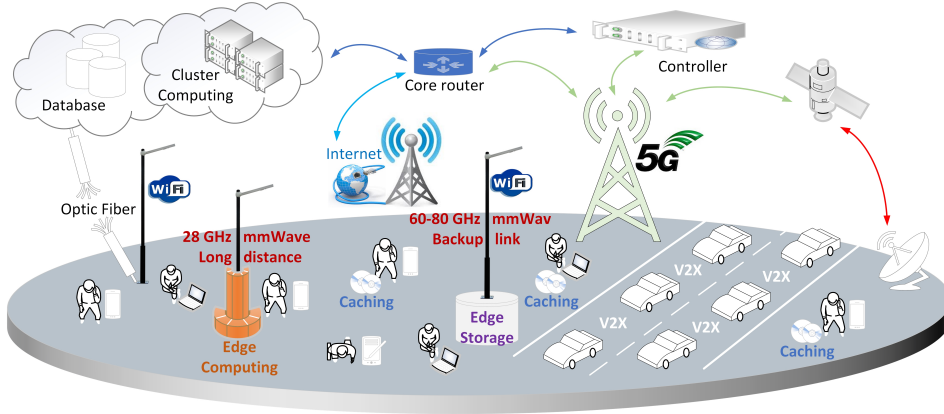 Cluster
Computing
Database
Core router
Controller
Internet
5G
WiFi
WiFi
Optic Fiber
28 GHz mmWave
Long distance
60-80 GHz mmWav
Backup link
Caching
Caching
V2X
V2X
V2X
V2X
Edge
Storage
Edge
Computing
Caching